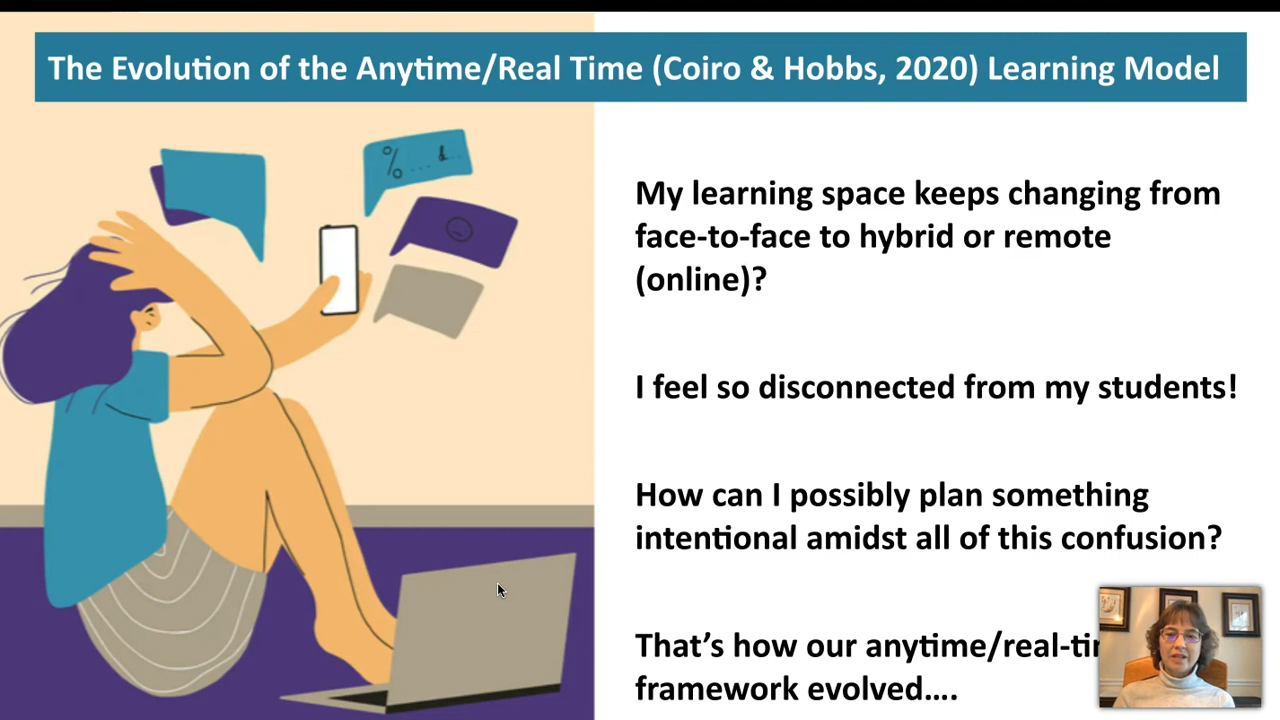 The Evolution of the Anytime/Real Time (Coiro & Hobbs, 2020) Learning Model
% .... &...
My learning space keeps changing from
face-to-face to hybrid or remote
(online)?
I feel so disconnected from my students!
How can I possibly plan something
intentional amidst all of this confusion?
That's how our anytime/real-ti
framework evolved....